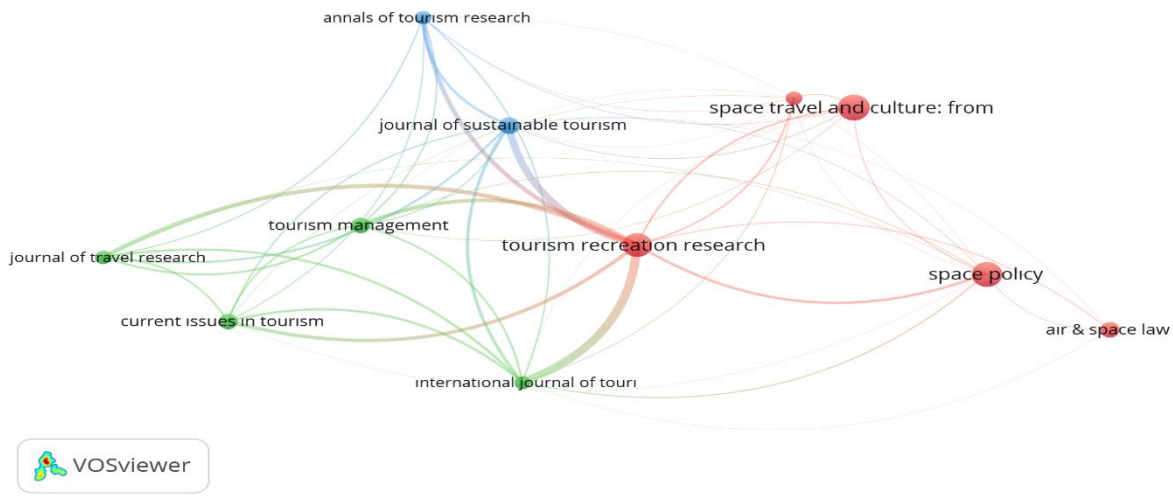 annals of tourism research
space travel and culture: from
journal of sustainable tourism
tourism management
tourism recreation research
journal of travel research
space policy
current issues in tourism
air & space law
international journal of touri
VOSviewer